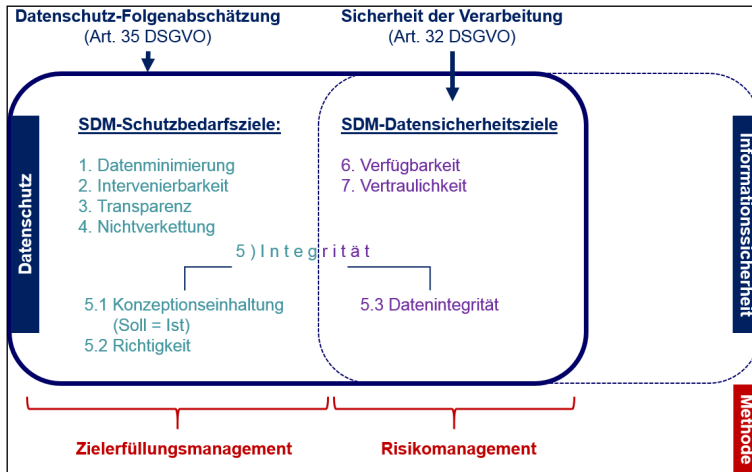 Datenschutz-Folgenabschätzung
(Art. 35 DSGVO)
Sicherheit der Verarbeitung
(Art. 32 DSGVO)
Datenschutz
SDM-Schutzbedarfsziele:
1. Datenminimierung
2. Intervenierbarkeit
3. Transparenz
4. Nichtverkettung
SDM-Datensicherheitsziele
6. Verfügbarkeit
7. Vertraulichkeit
5) Integrität
5.1 Konzeptionseinhaltung
(Soll = Ist)
5.2 Richtigkeit
5.3 Datenintegrität
Informationssicherheit
Zielerfüllungsmanagement
Risikomanagement
Methode